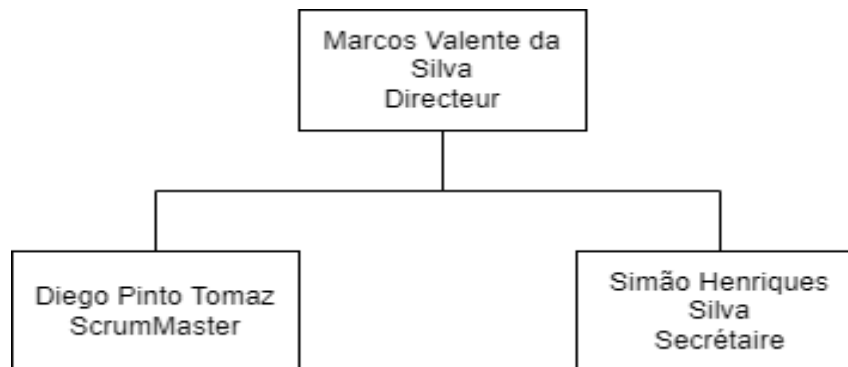 Marcos Valente da
Silva
Directeur
Diego Pinto Tomaz
ScrumMaster
Simão Henriques
Silva
Secrétaire